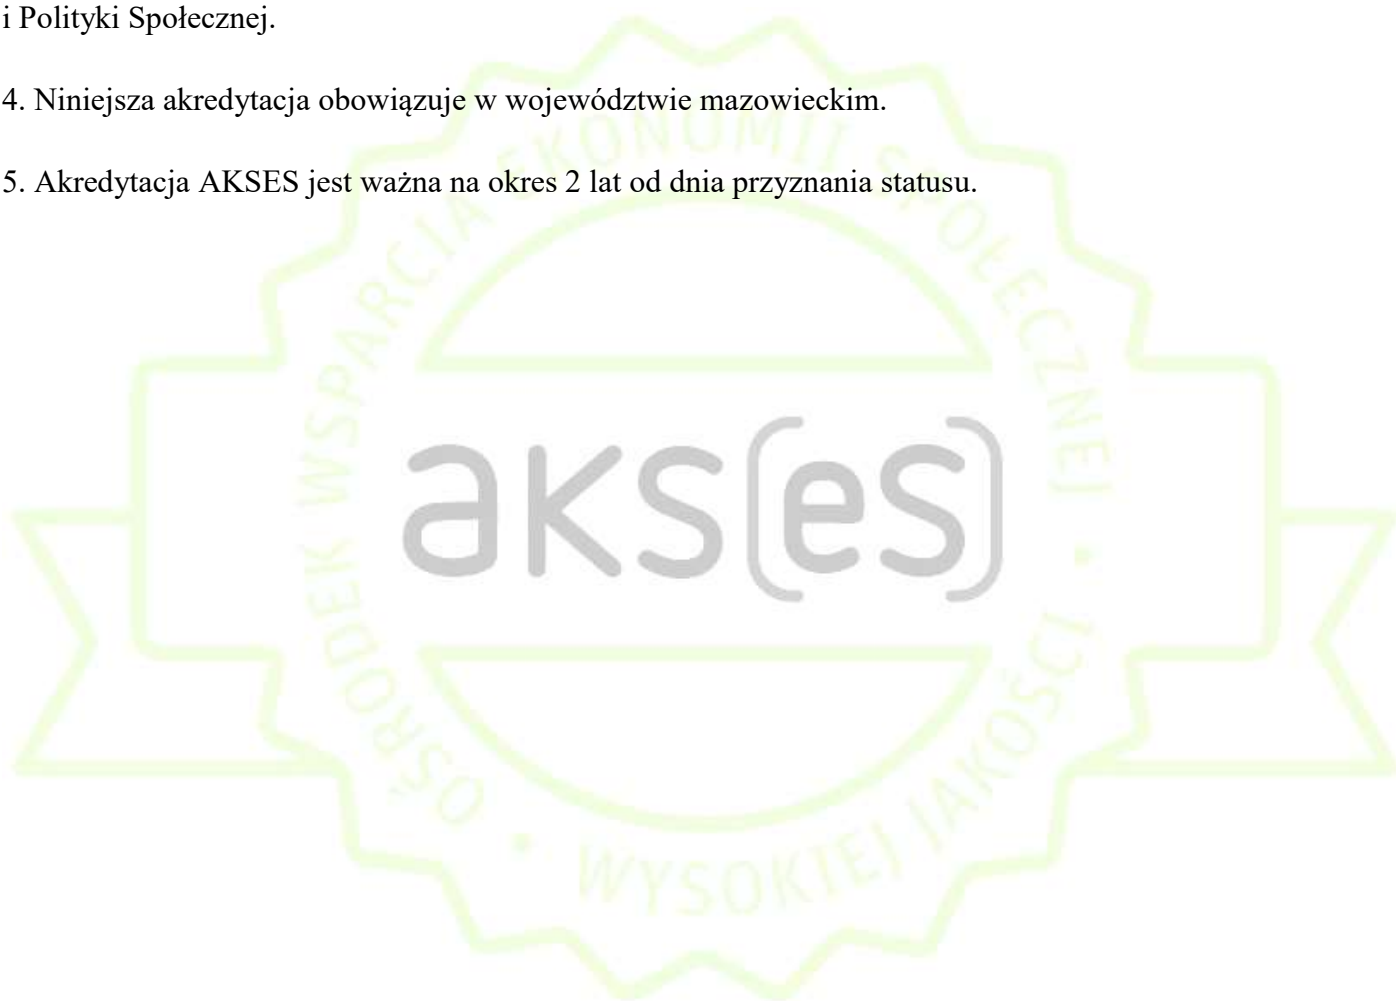 i Polityki Społecznej.
4. Niniejsza akredytacja obowiązuje w województwie mazowieckim.
5. Akredytacja AKSES jest ważna na okres 2 lat od dnia przyznania statusu.
OŚRODEK WSPARCIA EKONOMII SPOŁECZNEJ •
aks(es)
• WYSOKIEJ JAKOŚCI